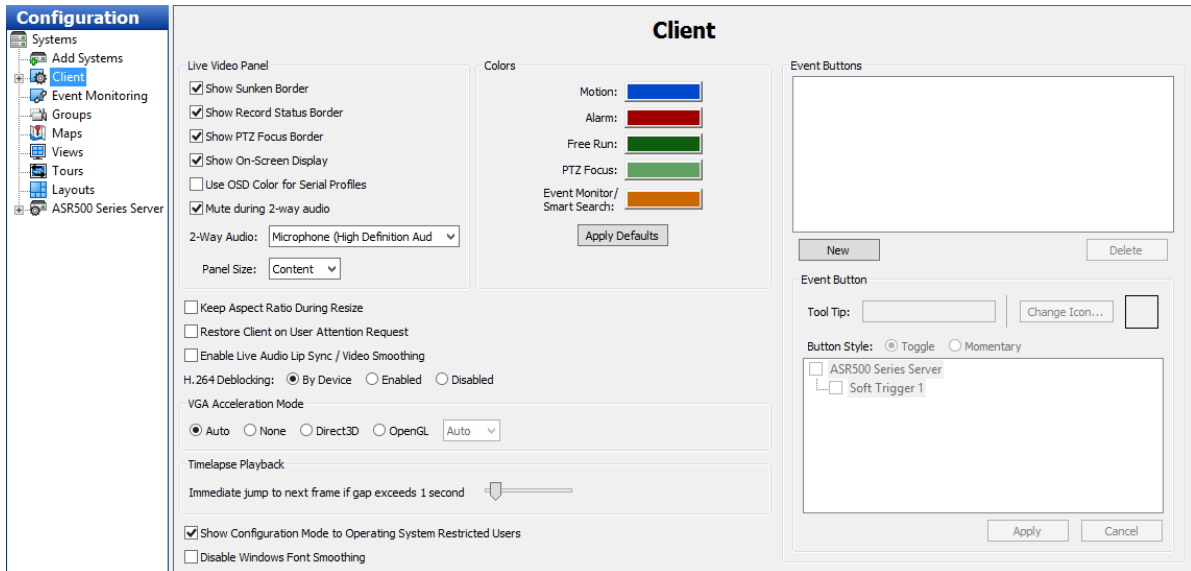 Configuration
Systems
Add Systems
Client
Event Monitoring
Groups
Maps
Views
Tours
Layouts
ASR500 Series Server
Client
Live Video Panel
Show Sunken Border
Show Record Status Border
Show PTZ Focus Border
Show On-Screen Display
Use OSD Color for Serial Profiles
Mute during 2-way audio
2-Way Audio: Microphone (High Definition Aud
Panel Size: Content
Colors
Motion:
Alarm:
Free Run:
PTZ Focus:
Event Monitor/
Smart Search:
Apply Defaults
Keep Aspect Ratio During Resize
Restore Client on User Attention Request
Enable Live Audio Lip Sync / Video Smoothing
H.264 Deblocking: By Device Enabled Disabled
VGA Acceleration Mode
Auto None Direct3D OpenGL Auto
Timelapse Playback
Immediate jump to next frame if gap exceeds 1 second
Show Configuration Mode to Operating System Restricted Users
Disable Windows Font Smoothing
Event Buttons
New Delete
Event Button
Tool Tip: Change Icon...
Button Style: Toggle Momentary
ASR500 Series Server
Soft Trigger 1
Apply Cancel